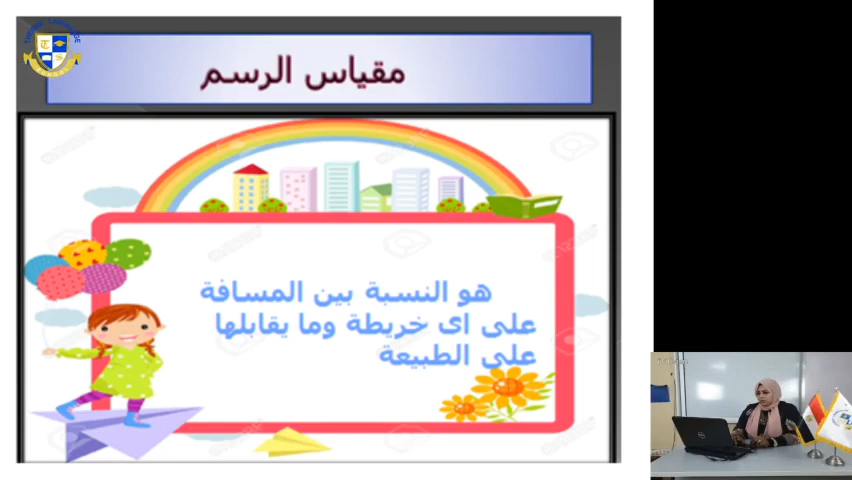 مقياس الرسم
هو النسبة بين المسافة
على اى خريطة وما يقابلها
على الطبيعة